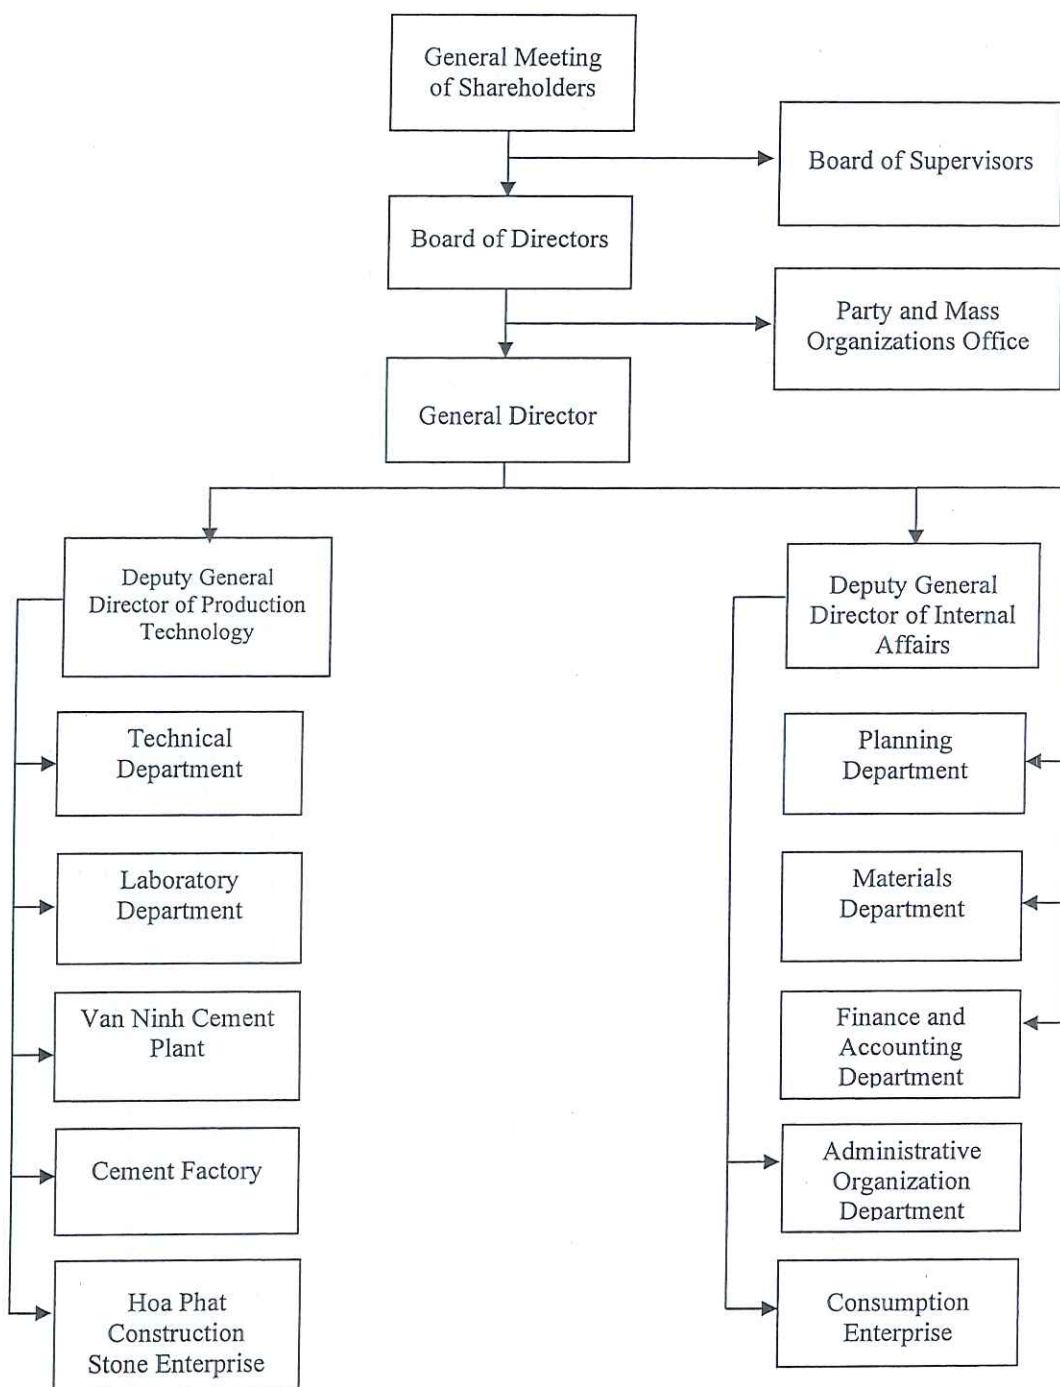 General Meeting
of Shareholders
Board of Supervisors
Board of Directors
Party and Mass
Organizations Office
General Director
Deputy General
Director of Production
Technology
Deputy General
Director of Internal
Affairs
Technical
Department
Planning
Department
Laboratory
Department
Materials
Department
Van Ninh Cement
Plant
Finance and
Accounting
Department
Cement Factory
Administrative
Organization
Department
Hoa Phat
Construction
Stone Enterprise
Consumption
Enterprise